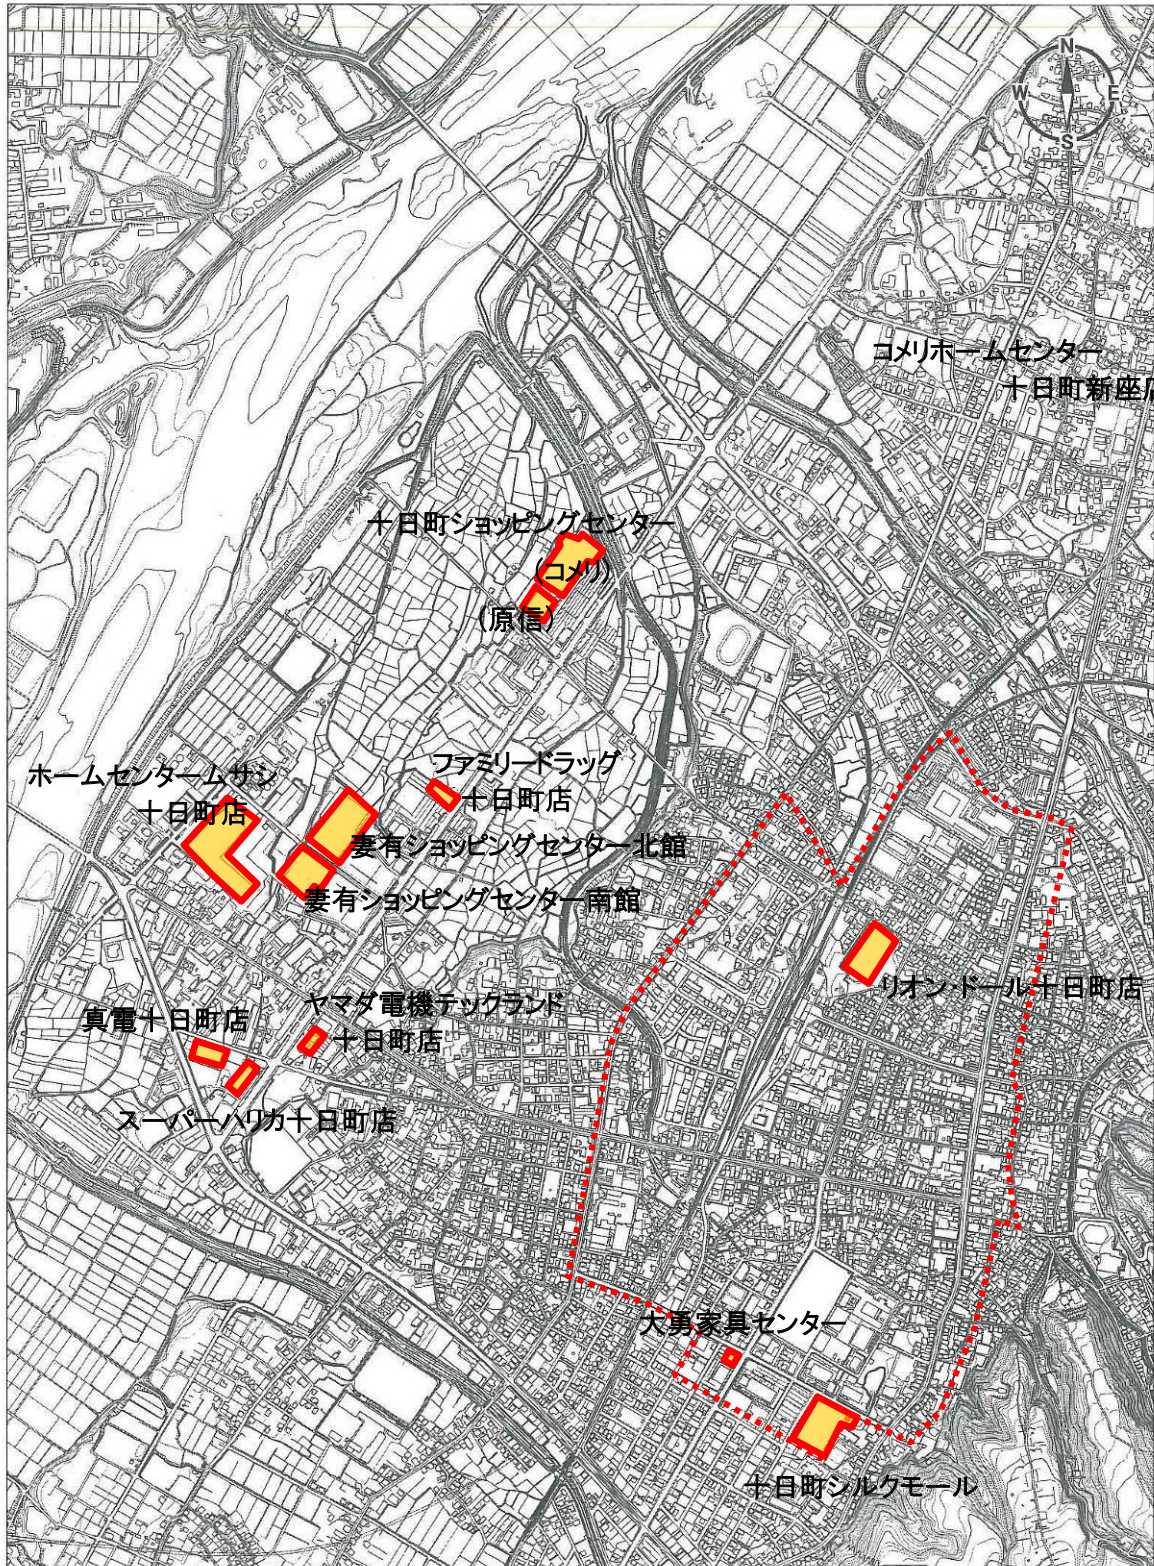 N
W E
S
コメリホームセンター
十日町新座店
十日町ショッピングセンター
(コメリ)
(原信)
ファミリードラッグ
十日町店
ホームセンタームサシ
十日町店
妻有ショッピングセンター北館
妻有ショッピングセンター南館
リオン・ドール十日町店
ヤマダ電機テックランド
十日町店
真電十日町店
スーパーハリカ十日町店
大勇家具センター
十日町シルクモール